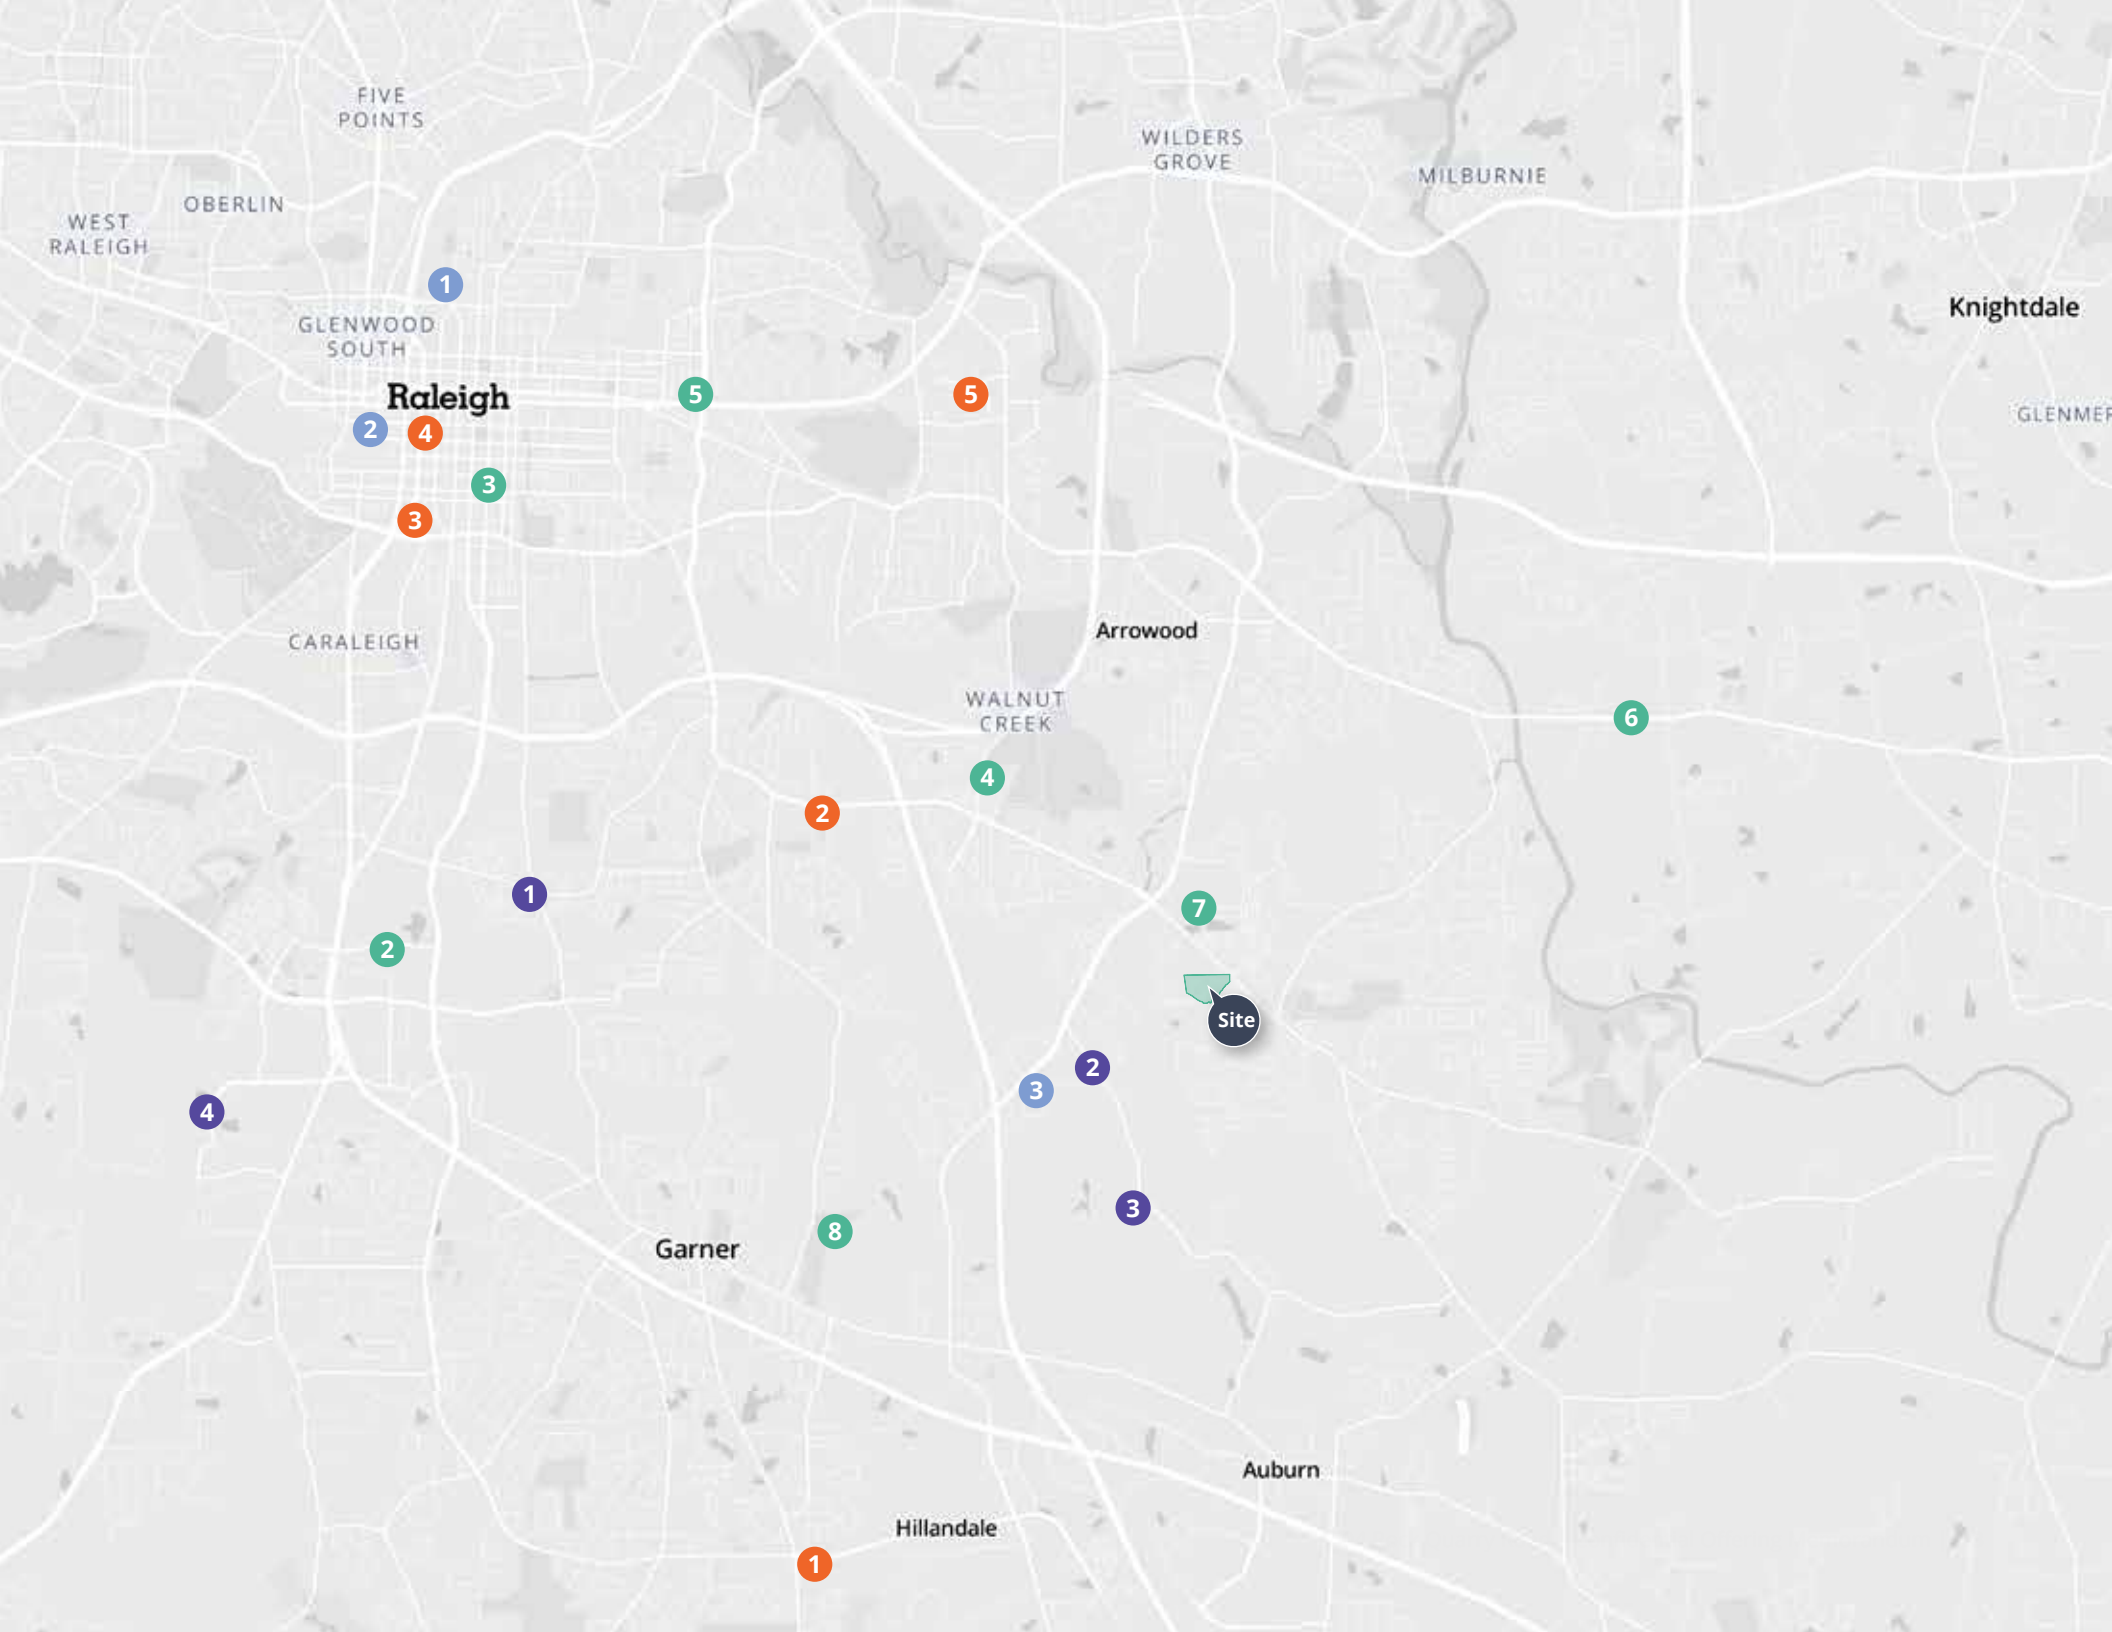 FIVE
POINTS
WILDERS
GROVE
MILBURNIE
OBERLIN
WEST
RALEIGH
1
Knightdale
GLENWOOD
SOUTH
Raleigh
5
5
GLENMER
2
4
3
3
Arrowood
CARALEIGH
WALNUT
CREEK
6
4
2
1
7
2
Site
2
3
4
3
8
Garner
Auburn
Hillandale
1